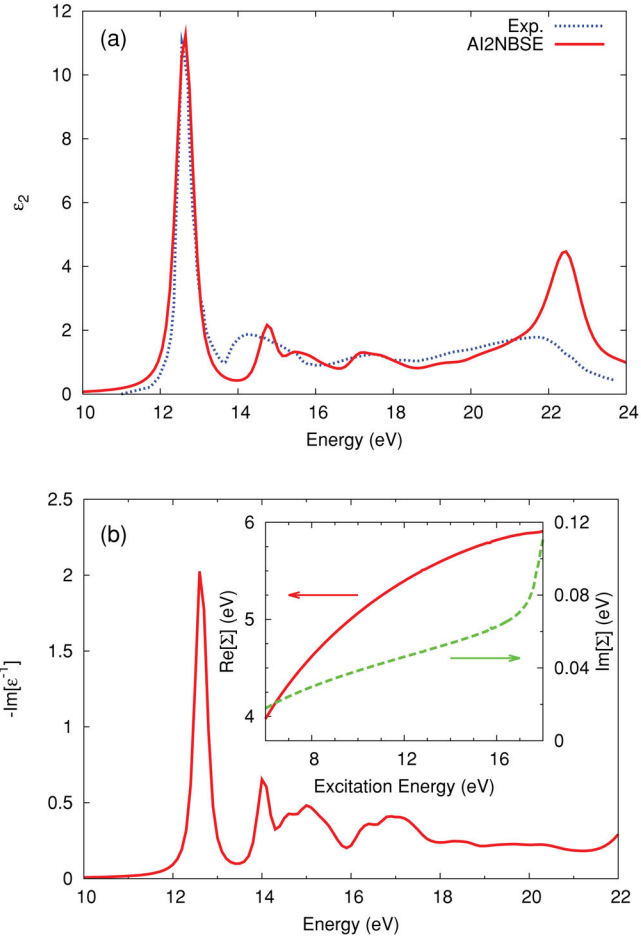 (a)
Exp.
AI2NBSE
12
10
8
6
4
2
0
ε2
10 12 14 16 18 20 22 24
Energy (eV)
(b)
2.5
2
1.5
1
0.5
0
-Im[ε-1]
6
5
4
Re[Σ] (eV)
0.12
0.08
0.04
0
Im[Σ] (eV)
8 12 16
Excitation Energy (eV)
10 12 14 16 18 20 22
Energy (eV)